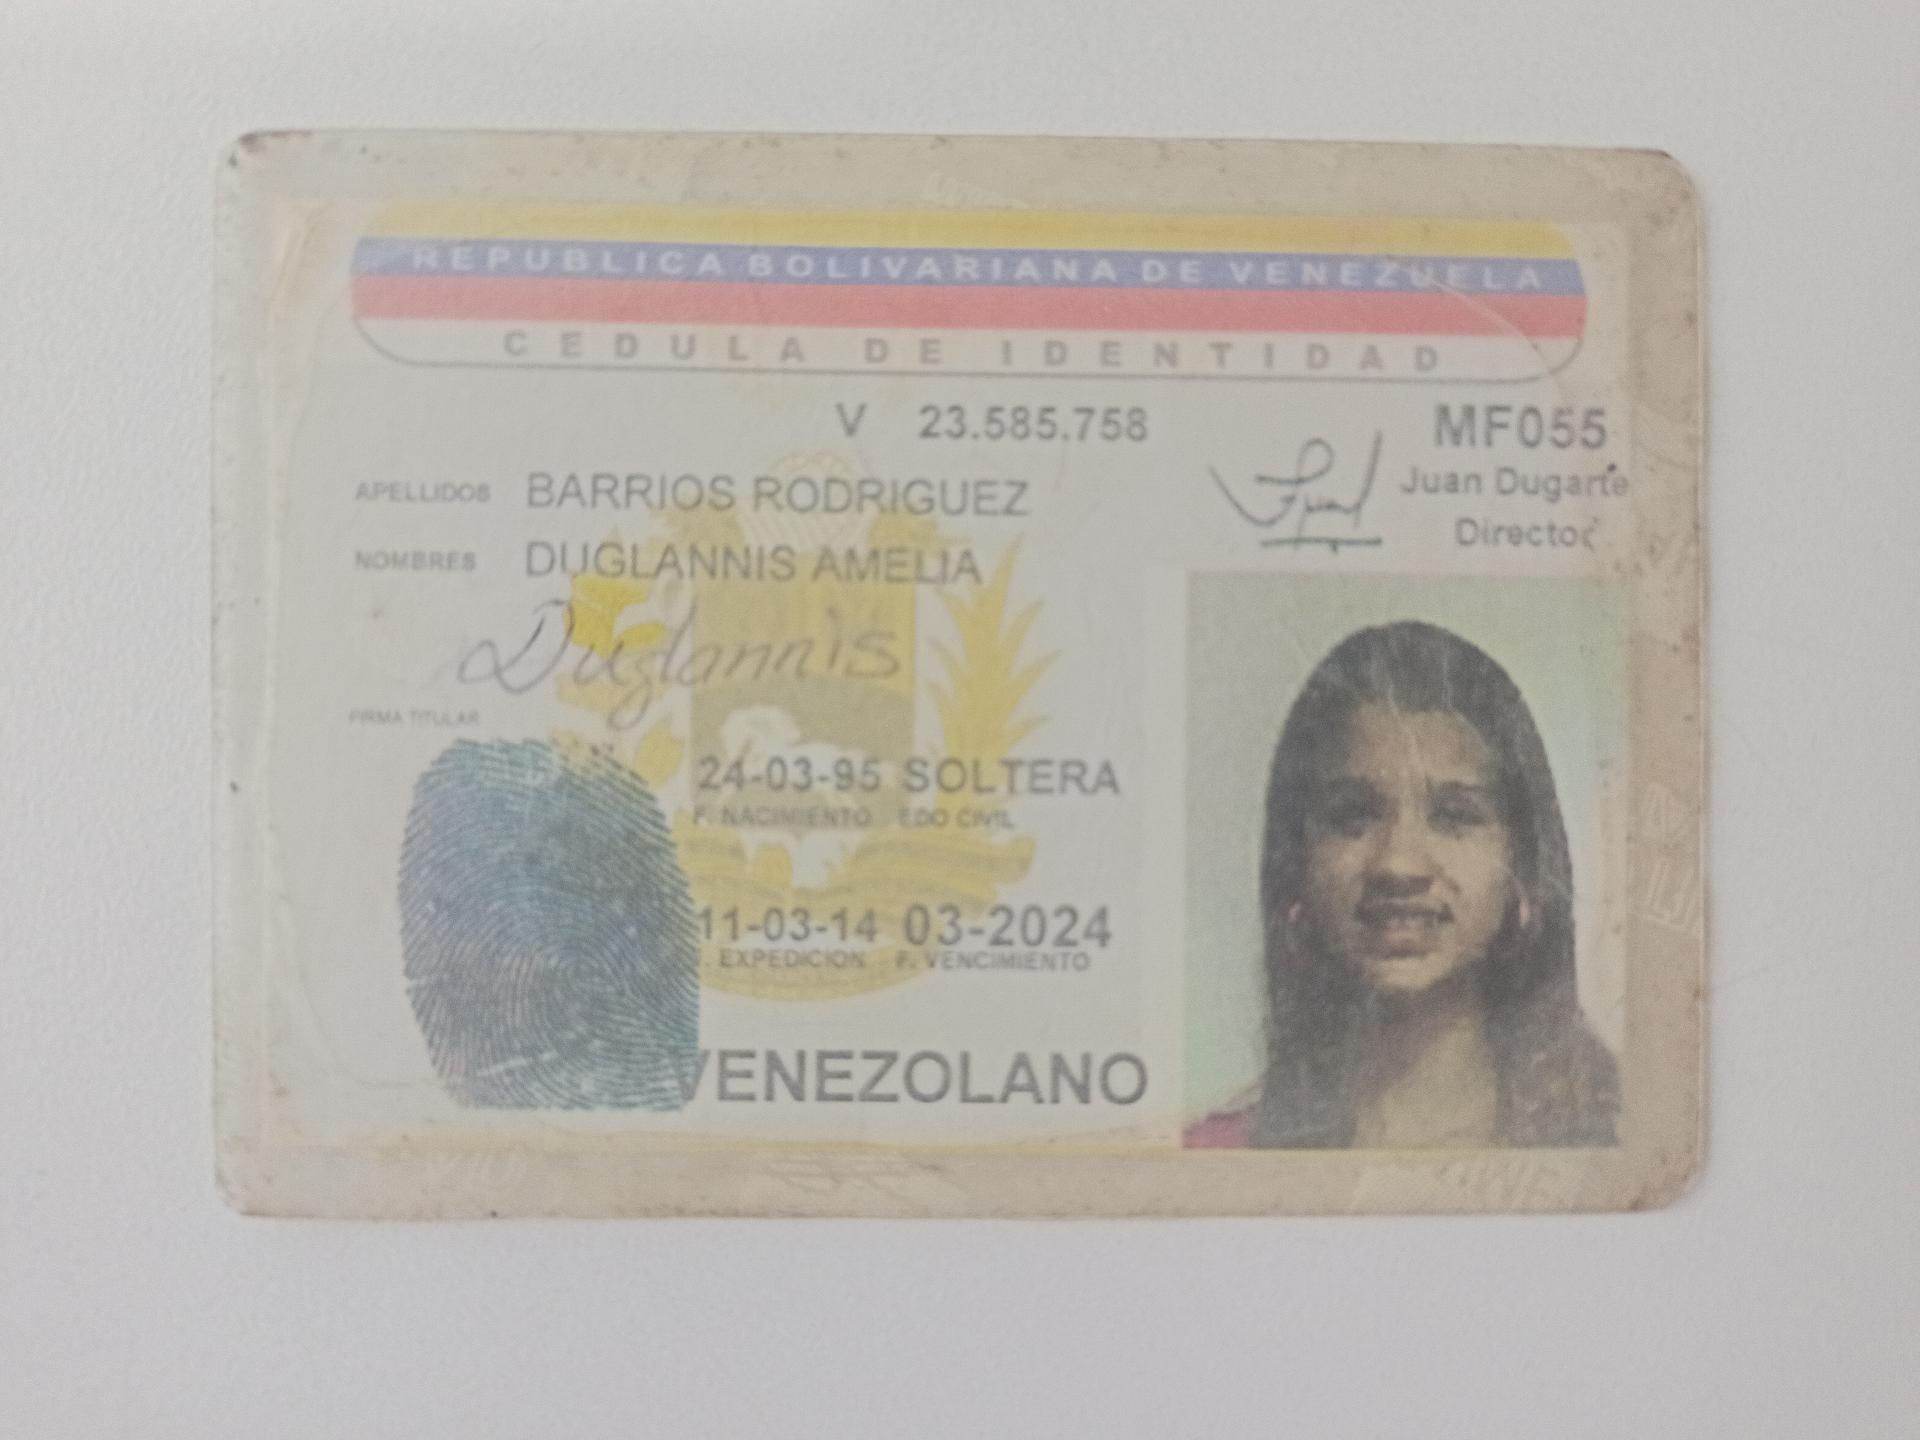 REPUBLICA BOLIVARIANA DE VENEZUELA
CEDULA DE IDENTIDAD
V 23.585.758
MF055
APELLIDOS BARRIOS RODRIGUEZ
Juan Dugarte
Director
NOMBRES DUGLANNIS AMELIA
Duglannis
FIRMA TITULAR
24-03-95 SOLTERA
F. NACIMIENTO EDO CIVIL
11-03-14 03-2024
. EXPEDICION F. VENCIMIENTO
VENEZOLANO